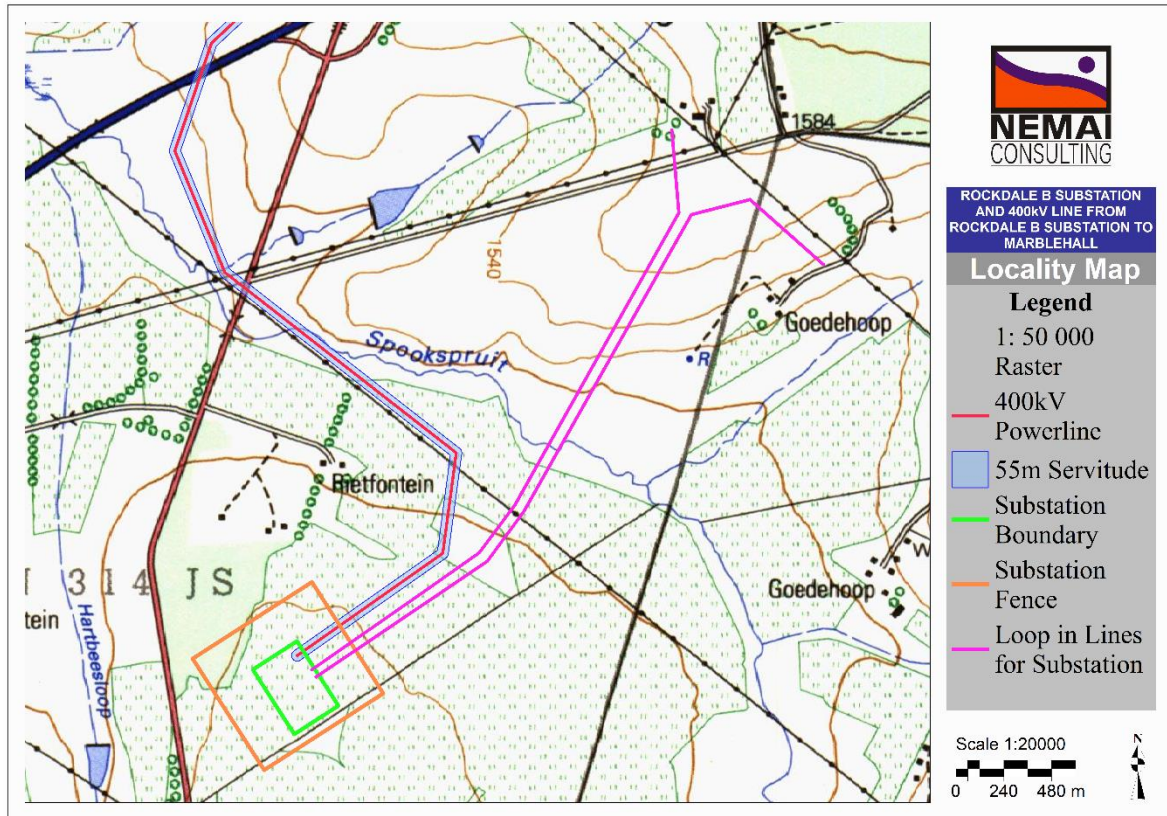 1584
1540
Spookspruit
R
Goedehoop
Rietfontein
314 JS
tein
Hartbeesloop
Goedehoop
W
NEMAI
CONSULTING
ROCKDALE B SUBSTATION
AND 400kV LINE FROM
ROCKDALE B SUBSTATION TO
MARBLEHALL
Locality Map
Legend
1: 50 000
Raster
400kV
Powerline
55m Servitude
Substation
Boundary
Substation
Fence
Loop in Lines
for Substation
Scale 1:20000
N
0 240 480 m